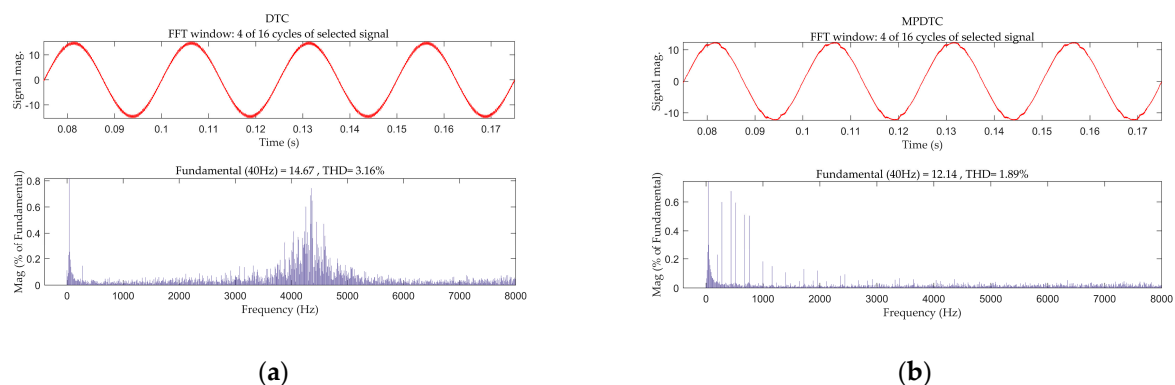 DTC
FFT window: 4 of 16 cycles of selected signal
Signal mag.
10
0
-10
0.08 0.09 0.1 0.11 0.12 0.13 0.14 0.15 0.16 0.17
Time (s)
Fundamental (40Hz) = 14.67 , THD= 3.16%
Mag (% of Fundamental)
0.8
0.6
0.4
0.2
0
0 1000 2000 3000 4000 5000 6000 7000 8000
Frequency (Hz)
(a)
MPDTC
FFT window: 4 of 16 cycles of selected signal
Signal mag.
10
0
-10
0.08 0.09 0.1 0.11 0.12 0.13 0.14 0.15 0.16 0.17
Time (s)
Fundamental (40Hz) = 12.14 , THD= 1.89%
Mag (% of Fundamental)
0.6
0.4
0.2
0
0 1000 2000 3000 4000 5000 6000 7000 8000
Frequency (Hz)
(b)